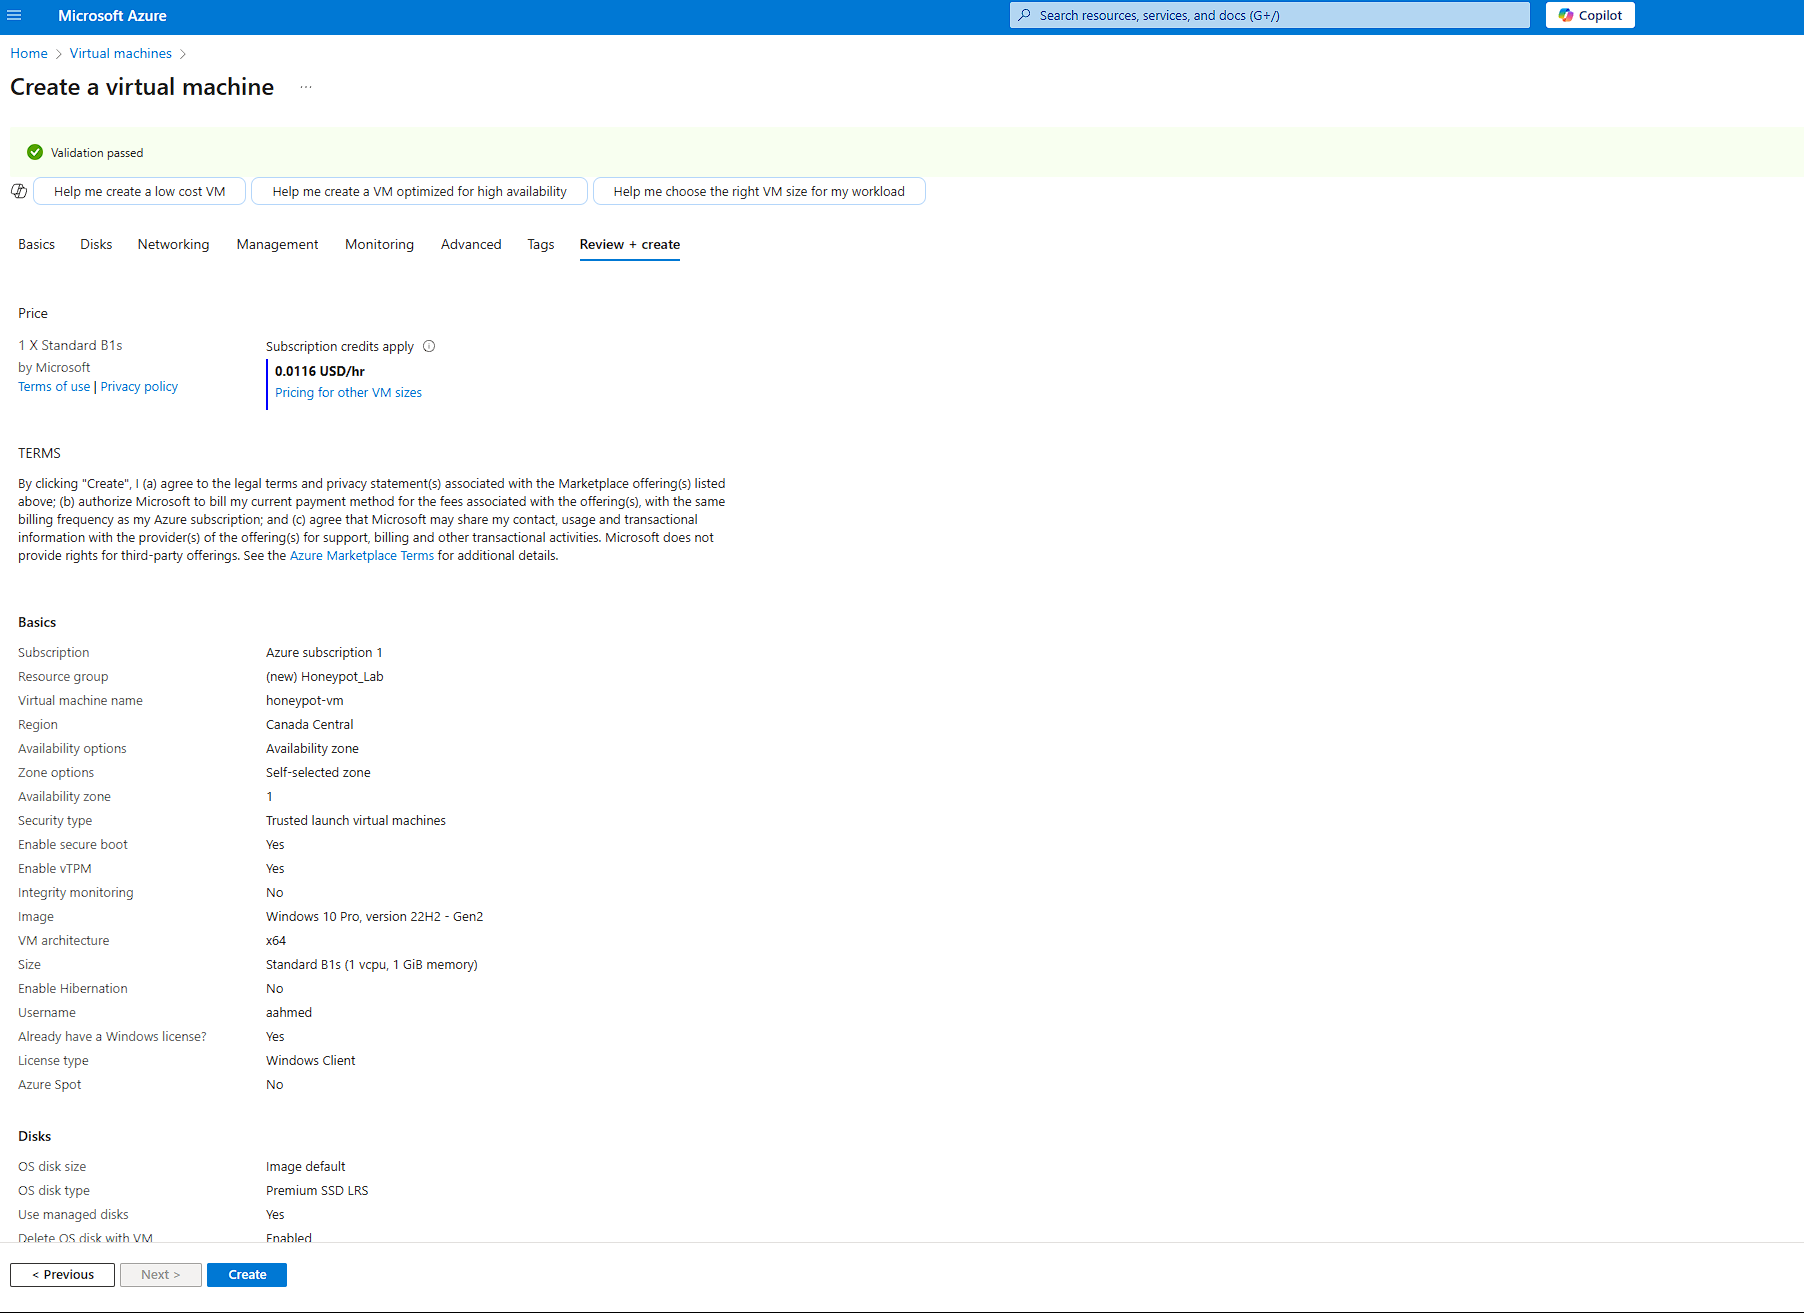 Microsoft Azure
Search resources, services, and docs (G+/)
Copilot
Home > Virtual machines >
Create a virtual machine ...
Validation passed
Help me create a low cost VM
Help me create a VM optimized for high availability
Help me choose the right VM size for my workload
Basics Disks Networking Management Monitoring Advanced Tags Review + create
Price
1 X Standard B1s
by Microsoft
Terms of use | Privacy policy
Subscription credits apply
0.0116 USD/hr
Pricing for other VM sizes
TERMS
By clicking "Create", I (a) agree to the legal terms and privacy statement(s) associated with the Marketplace offering(s) listed
above; (b) authorize Microsoft to bill my current payment method for the fees associated with the offering(s), with the same
billing frequency as my Azure subscription; and (c) agree that Microsoft may share my contact, usage and transactional
information with the provider(s) of the offering(s) for support, billing and other transactional activities. Microsoft does not
provide rights for third-party offerings. See the Azure Marketplace Terms for additional details.
Basics
Subscription Azure subscription 1
Resource group (new) Honeypot_Lab
Virtual machine name honeypot-vm
Region Canada Central
Availability options Availability zone
Zone options Self-selected zone
Availability zone 1
Security type Trusted launch virtual machines
Enable secure boot Yes
Enable vTPM Yes
Integrity monitoring No
Image Windows 10 Pro, version 22H2 - Gen2
VM architecture x64
Size Standard B1s (1 vcpu, 1 GiB memory)
Enable Hibernation No
Username aahmed
Already have a Windows license? Yes
License type Windows Client
Azure Spot No
Disks
OS disk size Image default
OS disk type Premium SSD LRS
Use managed disks Yes
Delete OS disk with VM Enabled
< Previous
Next >
Create